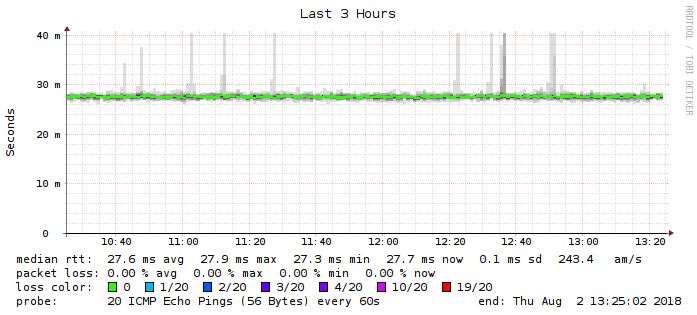 Last 3 Hours
RRDTOOL / TOBI OETIKER
Seconds
40 m
30 m
20 m
10 m
0
10:40 11:00 11:20 11:40 12:00 12:20 12:40 13:00 13:20
median rtt: 27.6 ms avg 27.9 ms max 27.3 ms min 27.7 ms now 0.1 ms sd 243.4 am/s
packet loss: 0.00 % avg 0.00 % max 0.00 % min 0.00 % now
loss color: 0 1/20 2/20 3/20 4/20 10/20 19/20
probe: 20 ICMP Echo Pings (56 Bytes) every 60s end: Thu Aug 2 13:25:02 2018